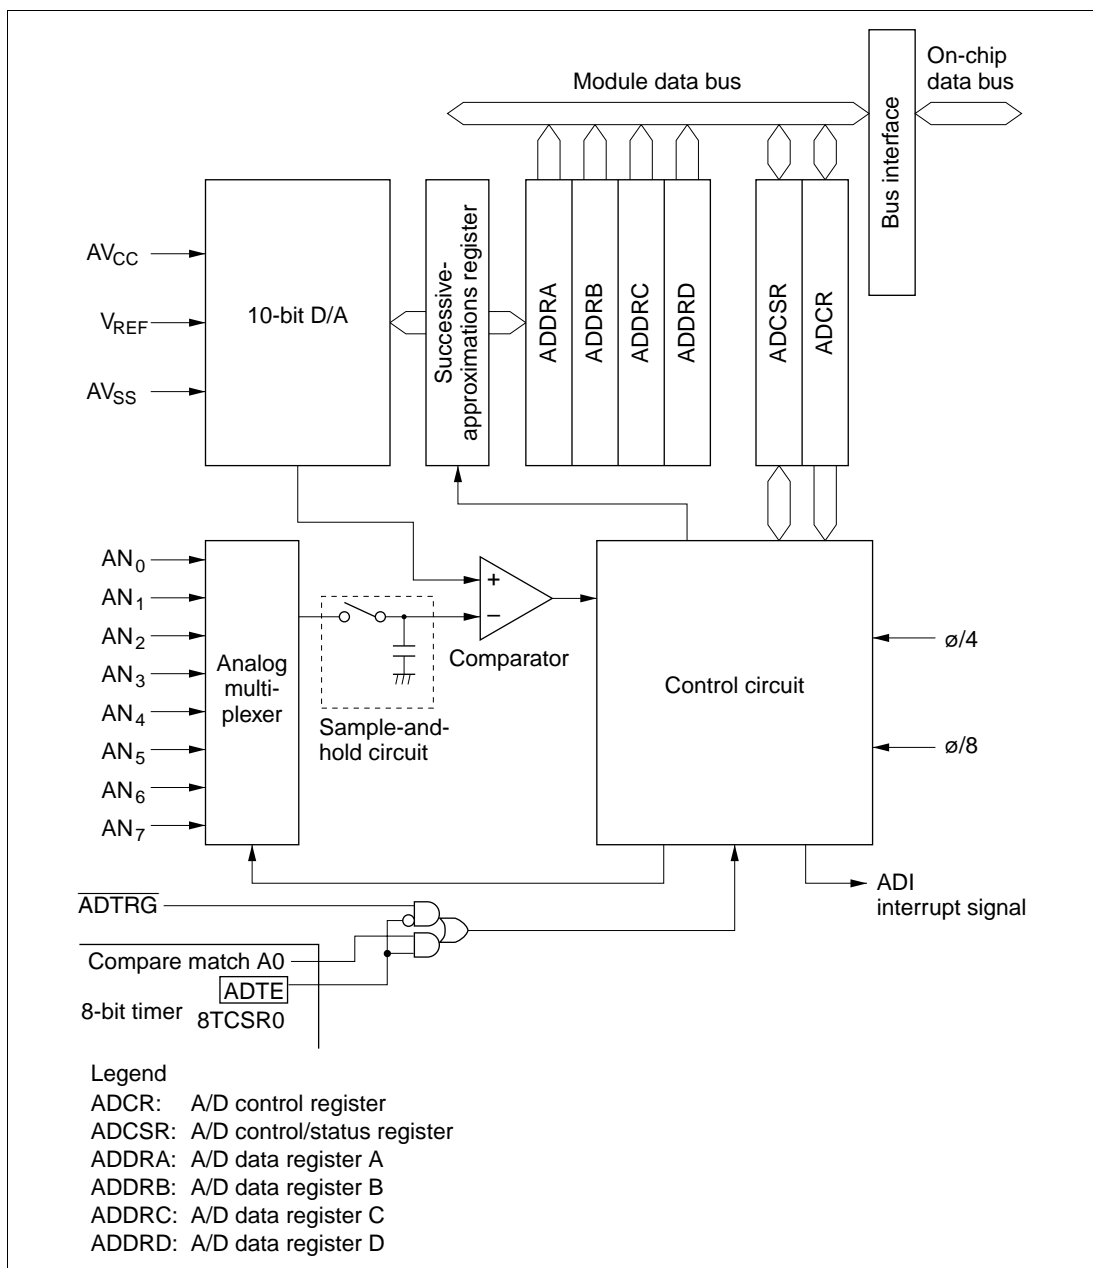 Module data bus
On-chip
data bus
Bus interface
AVCC
VREF
AVSS
10-bit D/A
Successive-
approximations register
ADDRA
ADDRB
ADDRC
ADDRD
ADCSR
ADCR
AN0
AN1
AN2
AN3
AN4
AN5
AN6
AN7
Analog
multi-
plexer
Sample-and-
hold circuit
+
−
Comparator
Control circuit
ø/4
ø/8
ADI
interrupt signal
ADTRG
Compare match A0
ADTE
8-bit timer
8TCSR0
Legend
ADCR: A/D control register
ADCSR: A/D control/status register
ADDRA: A/D data register A
ADDRB: A/D data register B
ADDRC: A/D data register C
ADDRD: A/D data register D